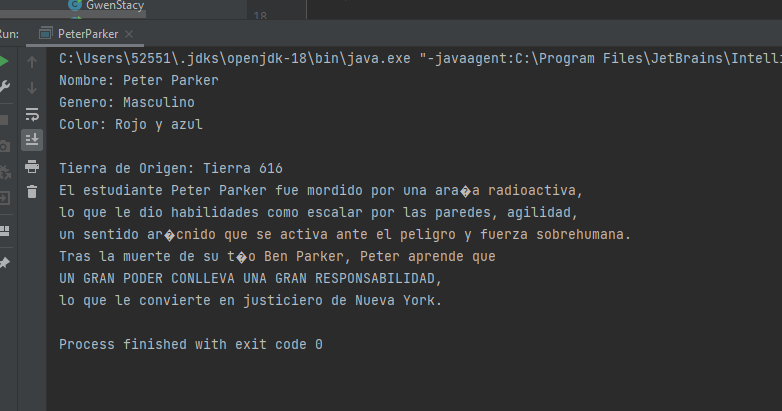 GwenStacy
18
Run:
PeterParker
C:\Users\52551\.jdks\openjdk-18\bin\java.exe "-javaagent:C:\Program Files\JetBrains\Intell
Nombre: Peter Parker
Genero: Masculino
Color: Rojo y azul
Tierra de Origen: Tierra 616
El estudiante Peter Parker fue mordido por una ara�a radioactiva,
lo que le dio habilidades como escalar por las paredes, agilidad,
un sentido ar�cnido que se activa ante el peligro y fuerza sobrehumana.
Tras la muerte de su t�o Ben Parker, Peter aprende que
UN GRAN PODER CONLLEVA UNA GRAN RESPONSABILIDAD,
lo que le convierte en justiciero de Nueva York.
Process finished with exit code 0